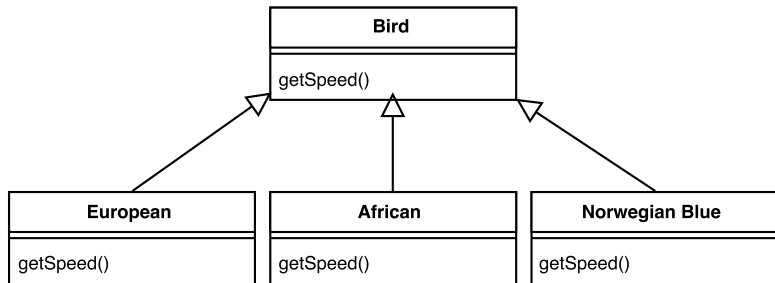 Bird
getSpeed()
European
African
Norwegian Blue
getSpeed()
getSpeed()
getSpeed()